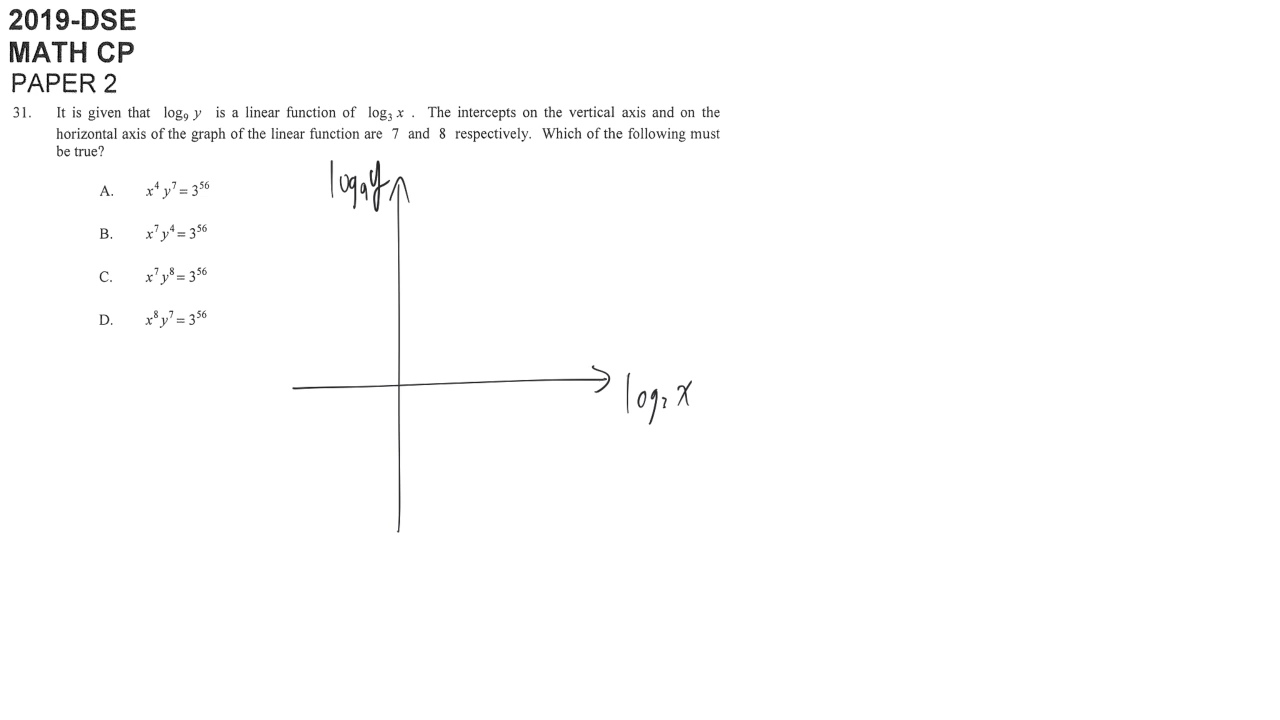 2019-DSE
MATH CP
PAPER 2
31. It is given that log₉ y is a linear function of log₃ x . The intercepts on the vertical axis and on the
horizontal axis of the graph of the linear function are 7 and 8 respectively. Which of the following must
be true?
A. x⁴ y⁷ = 3⁵⁶
B. x⁷ y⁴ = 3⁵⁶
C. x⁷ y⁸ = 3⁵⁶
D. x⁸ y⁷ = 3⁵⁶
log₉y
log₃ x